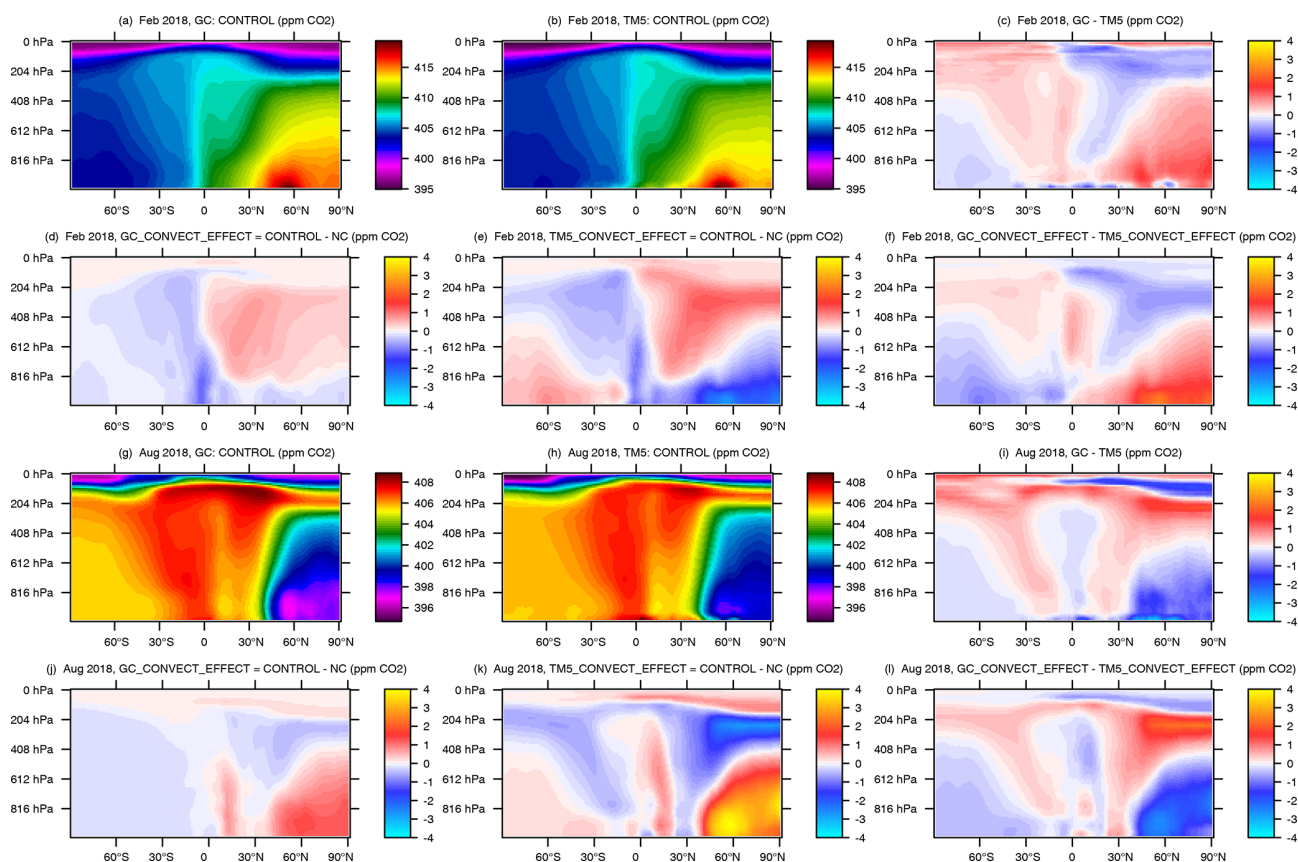 (a) Feb 2018, GC: CONTROL (ppm CO2)
0 hPa
204 hPa
408 hPa
612 hPa
816 hPa
60°S 30°S 0 30°N 60°N 90°N
415
410
405
400
395
(b) Feb 2018, TM5: CONTROL (ppm CO2)
0 hPa
204 hPa
408 hPa
612 hPa
816 hPa
60°S 30°S 0 30°N 60°N 90°N
415
410
405
400
395
(c) Feb 2018, GC - TM5 (ppm CO2)
0 hPa
204 hPa
408 hPa
612 hPa
816 hPa
60°S 30°S 0 30°N 60°N 90°N
4
3
2
1
0
-1
-2
-3
-4
(d) Feb 2018, GC_CONVECT_EFFECT = CONTROL - NC (ppm CO2)
0 hPa
204 hPa
408 hPa
612 hPa
816 hPa
60°S 30°S 0 30°N 60°N 90°N
4
3
2
1
0
-1
-2
-3
-4
(e) Feb 2018, TM5_CONVECT_EFFECT = CONTROL - NC (ppm CO2)
0 hPa
204 hPa
408 hPa
612 hPa
816 hPa
60°S 30°S 0 30°N 60°N 90°N
4
3
2
1
0
-1
-2
-3
-4
(f) Feb 2018, GC_CONVECT_EFFECT - TM5_CONVECT_EFFECT (ppm CO2)
0 hPa
204 hPa
408 hPa
612 hPa
816 hPa
60°S 30°S 0 30°N 60°N 90°N
4
3
2
1
0
-1
-2
-3
-4
(g) Aug 2018, GC: CONTROL (ppm CO2)
0 hPa
204 hPa
408 hPa
612 hPa
816 hPa
60°S 30°S 0 30°N 60°N 90°N
408
406
404
402
400
398
396
(h) Aug 2018, TM5: CONTROL (ppm CO2)
0 hPa
204 hPa
408 hPa
612 hPa
816 hPa
60°S 30°S 0 30°N 60°N 90°N
408
406
404
402
400
398
396
(i) Aug 2018, GC - TM5 (ppm CO2)
0 hPa
204 hPa
408 hPa
612 hPa
816 hPa
60°S 30°S 0 30°N 60°N 90°N
4
3
2
1
0
-1
-2
-3
-4
(j) Aug 2018, GC_CONVECT_EFFECT = CONTROL - NC (ppm CO2)
0 hPa
204 hPa
408 hPa
612 hPa
816 hPa
60°S 30°S 0 30°N 60°N 90°N
4
3
2
1
0
-1
-2
-3
-4
(k) Aug 2018, TM5_CONVECT_EFFECT = CONTROL - NC (ppm CO2)
0 hPa
204 hPa
408 hPa
612 hPa
816 hPa
60°S 30°S 0 30°N 60°N 90°N
4
3
2
1
0
-1
-2
-3
-4
(l) Aug 2018, GC_CONVECT_EFFECT - TM5_CONVECT_EFFECT (ppm CO2)
0 hPa
204 hPa
408 hPa
612 hPa
816 hPa
60°S 30°S 0 30°N 60°N 90°N
4
3
2
1
0
-1
-2
-3
-4